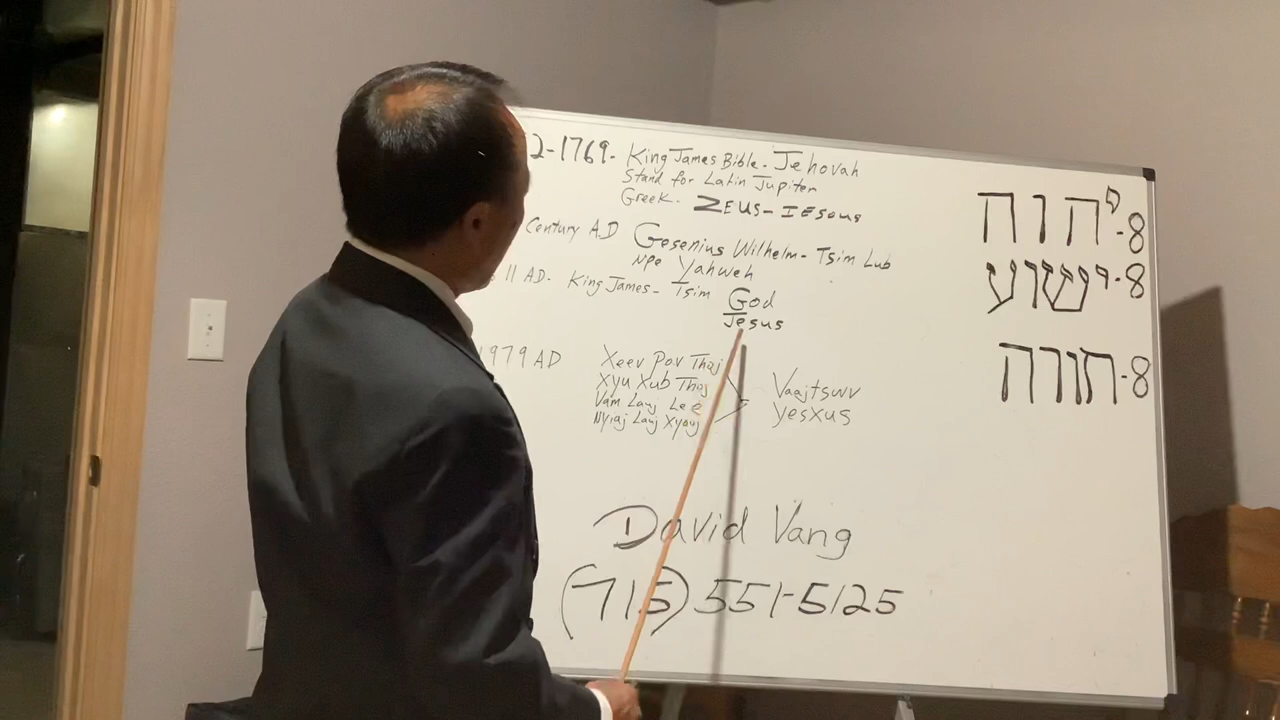 2-1769. King James Bible - Jehovah
Stand for Latin Jupiter
Greek - ZEUS - IEsous
Century AD Gesenius Wilhelm - Tsim Lub
Npe Yahweh
11 AD. King James - Tsim God
Jesus
1979 AD
Xeev Pov Thoj
Xyu Xub Thoj
Vam Lauj Lee
Nyiaj Lauj Xyooj
Vaajtswv
yesxus
David Vang
(715) 551-5125
יהוה-8
ישוע-8
תורה-8